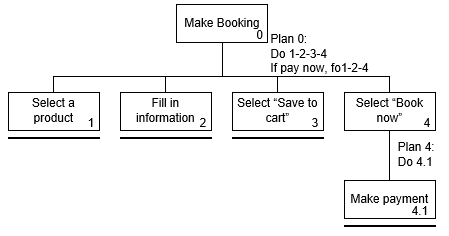 Make Booking
0
Plan 0:
Do 1-2-3-4
If pay now, fo1-2-4
Select a
product
1
Fill in
information
2
Select “Save to
cart”
3
Select “Book
now”
4
Plan 4:
Do 4.1
Make payment
4.1